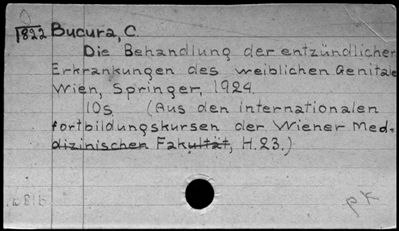 1822 Bucura, C.
Die Behandlung der entzündlichen
Erkrankungen des weiblichen Genitale
Wien, Springer, 1924.
10s (Aus den internationalen
fortbildungskursen der Wiener Med-
dizinischen Fakultät, H.23.)
pk